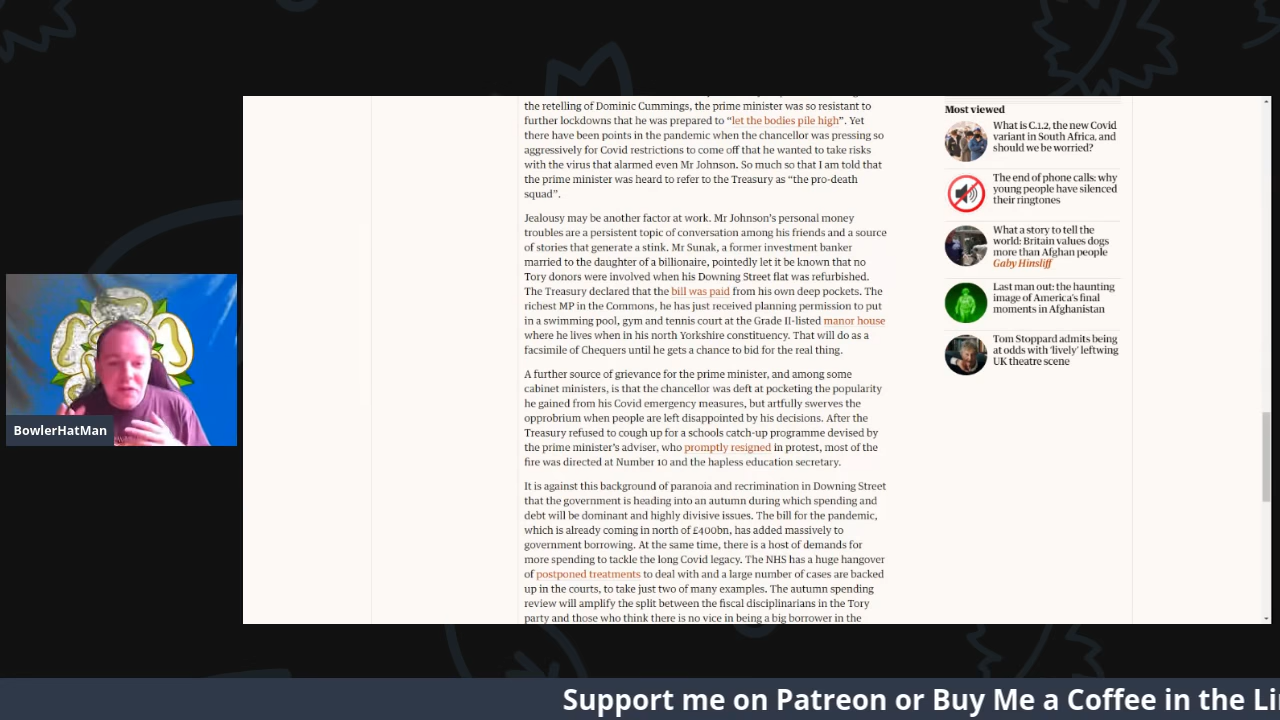 the retelling of Dominic Cummings, the prime minister was so resistant to
further lockdowns that he was prepared to “let the bodies pile high”. Yet
there have been points in the pandemic when the chancellor was pressing so
aggressively for Covid restrictions to come off that he wanted to take risks
with the virus that alarmed even Mr Johnson. So much so that I am told that
the prime minister was heard to refer to the Treasury as “the pro-death
squad”.
Jealousy may be another factor at work. Mr Johnson’s personal money
troubles are a persistent topic of conversation among his friends and a source
of stories that generate a stink. Mr Sunak, a former investment banker
married to the daughter of a billionaire, pointedly let it be known that no
Tory donors were involved when his Downing Street flat was refurbished.
The Treasury declared that the bill was paid from his own deep pockets. The
richest MP in the Commons, he has just received planning permission to put
in a swimming pool, gym and tennis court at the Grade II-listed manor house
where he lives when in his north Yorkshire constituency. That will do as a
facsimile of Chequers until he gets a chance to bid for the real thing.
A further source of grievance for the prime minister, and among some
cabinet ministers, is that the chancellor was deft at pocketing the popularity
he gained from his Covid emergency measures, but artfully swerves the
opprobrium when people are left disappointed by his decisions. After the
Treasury refused to cough up for a schools catch-up programme devised by
the prime minister’s adviser, who promptly resigned in protest, most of the
fire was directed at Number 10 and the hapless education secretary.
It is against this background of paranoia and recrimination in Downing Street
that the government is heading into an autumn during which spending and
debt will be dominant and highly divisive issues. The bill for the pandemic,
which is already coming in north of £400bn, has added massively to
government borrowing. At the same time, there is a host of demands for
more spending to tackle the long Covid legacy. The NHS has a huge hangover
of postponed treatments to deal with and a large number of cases are backed
up in the courts, to take just two of many examples. The autumn spending
review will amplify the split between the fiscal disciplinarians in the Tory
party and those who think there is no vice in being a big borrower in the
Most viewed
What is C.1.2, the new Covid
variant in South Africa, and
should we be worried?
The end of phone calls: why
young people have silenced
their ringtones
What a story to tell the
world: Britain values dogs
more than Afghan people
Gaby Hinsliff
Last man out: the haunting
image of America’s final
moments in Afghanistan
Tom Stoppard admits being
at odds with ‘lively’ leftwing
UK theatre scene
BowlerHatMan
Support me on Patreon or Buy Me a Coffee in the Li